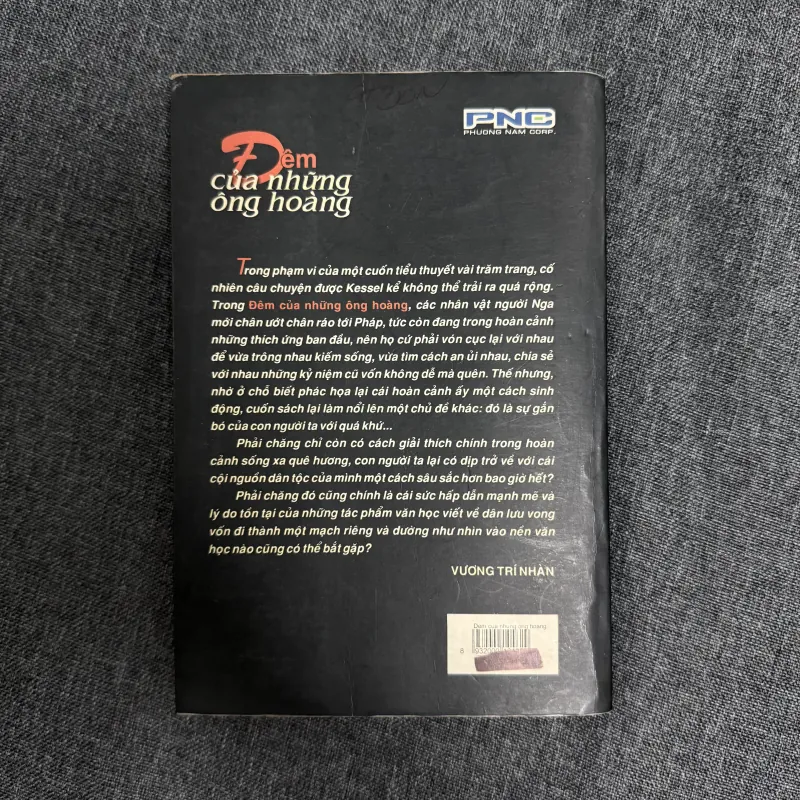 PNC
PHUONG NAM CORP.
Đêm
của những
ông hoàng
Trong phạm vi của một cuốn tiểu thuyết vài trăm trang, cố
nhiên câu chuyện được Kessel kể không thể trải ra quá rộng.
Trong Đêm của những ông hoàng, các nhân vật người Nga
mới chân ướt chân ráo tới Pháp, tức còn đang trong hoàn cảnh
những thích ứng ban đầu, nên họ cứ phải vón cục lại với nhau
để vừa trông nhau kiếm sống, vừa tìm cách an ủi nhau, chia sẻ
với nhau những kỷ niệm cũ vốn không dễ mà quên. Thế nhưng,
nhờ ở chỗ biết phác họa lại cái hoàn cảnh ấy một cách sinh
động, cuốn sách lại làm nổi lên một chủ đề khác: đó là sự gắn
bó của con người ta với quá khứ...
Phải chăng chỉ còn có cách giải thích chính trong hoàn
cảnh sống xa quê hương, con người ta lại có dịp trở về với cái
cội nguồn dân tộc của mình một cách sâu sắc hơn bao giờ hết?
Phải chăng đó cũng chính là cái sức hấp dẫn mạnh mẽ và
lý do tồn tại của những tác phẩm văn học viết về dân lưu vong
vốn đi thành một mạch riêng và dường như nhìn vào nền văn
học nào cũng có thể bắt gặp?
VƯƠNG TRÍ NHÀN
Đêm của những ông hoàng